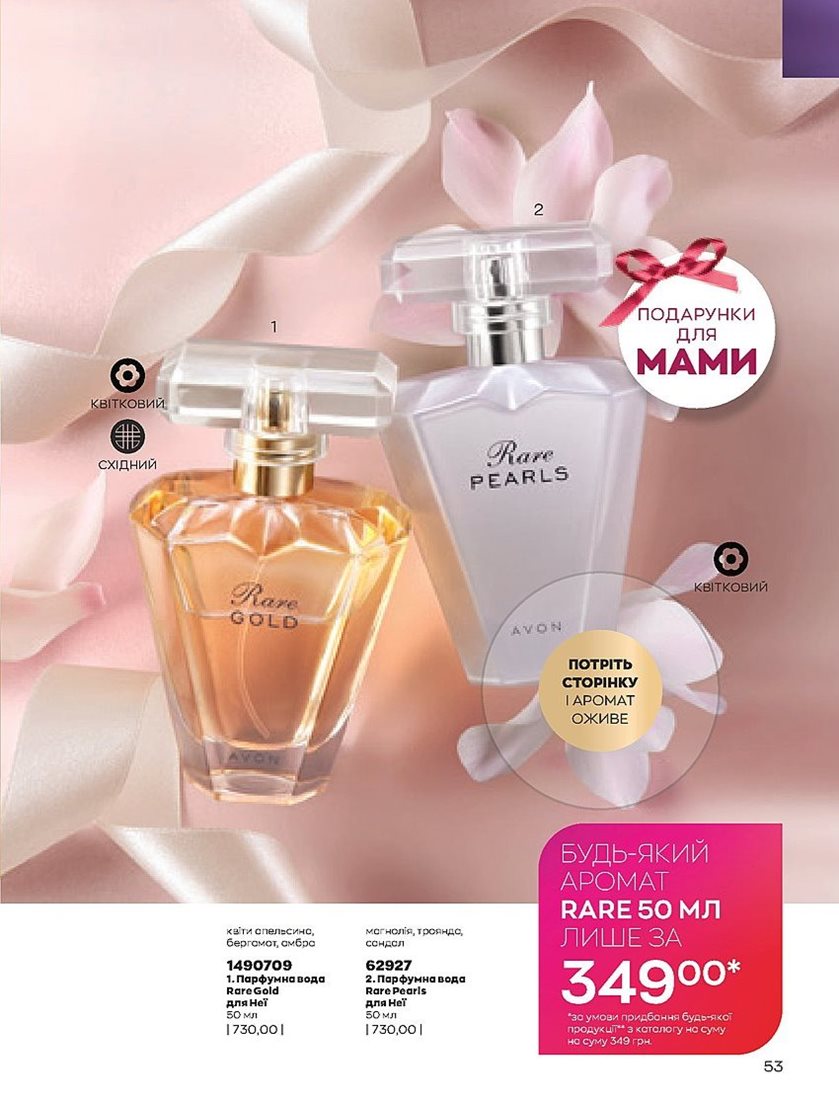 2
1
ПОДАРУНКИ
ДЛЯ
МАМИ
КВІТКОВИЙ
СХІДНИЙ
Rare
PEARLS
AVON
Rare
GOLD
AVON
КВІТКОВИЙ
ПОТРІТЬ
СТОРІНКУ
І АРОМАТ
ОЖИВЕ
БУДЬ-ЯКИЙ
АРОМАТ
RARE 50 МЛ
ЛИШЕ ЗА
349⁰⁰*
*за умови придбання будь-якої
продукції** з каталогу на суму
на суму 349 грн.
квіти апельсина,
бергамот, амбра
1490709
1. Парфумна вода
Rare Gold
для Неї
50 мл
| 730,00 |
магнолія, троянда,
сандал
62927
2. Парфумна вода
Rare Pearls
для Неї
50 мл
| 730,00 |
53